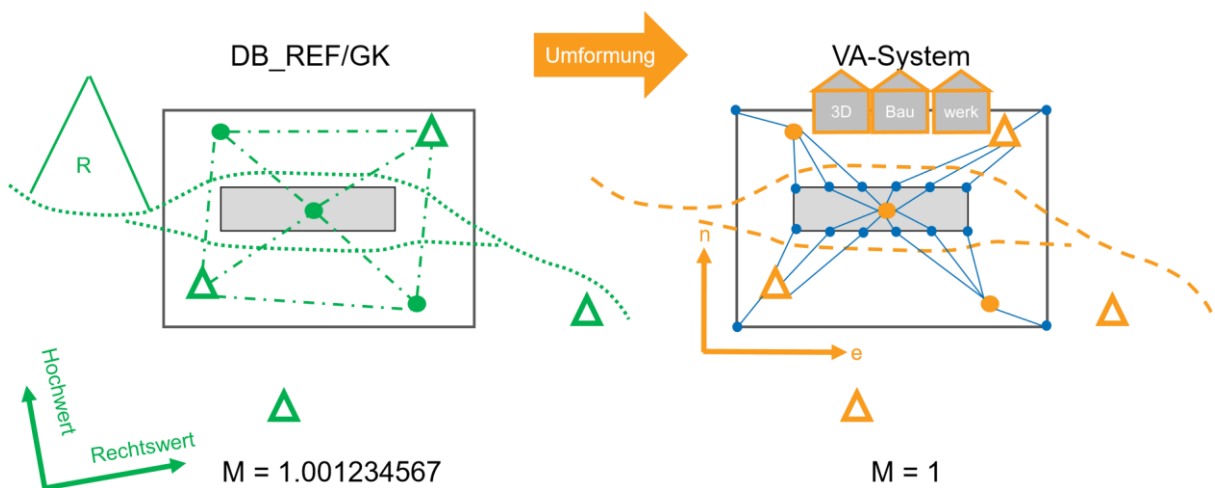 DB_REF/GK
Umformung
VA-System
3D
Bau
werk
R
n
e
Hochwert
Rechtswert
M = 1.001234567
M = 1